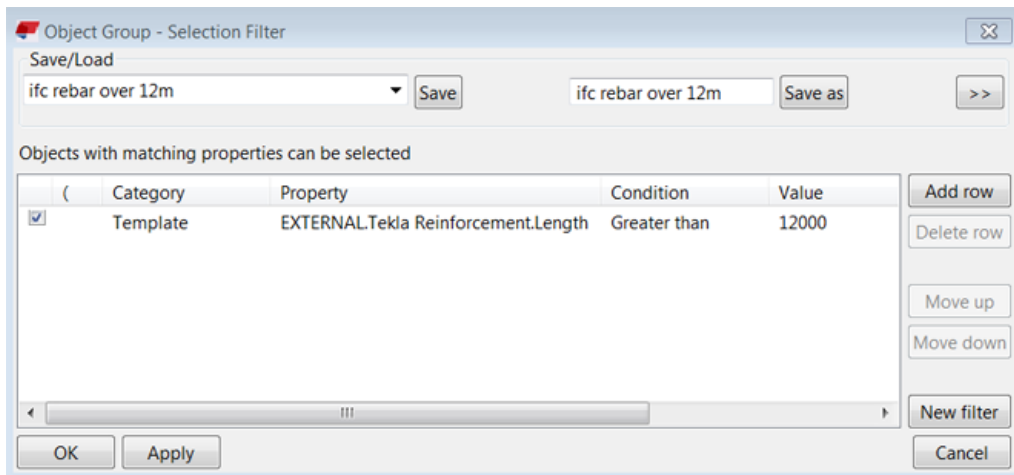 Object Group - Selection Filter
Save/Load
ifc rebar over 12m Save ifc rebar over 12m Save as >>
Objects with matching properties can be selected
( Category Property Condition Value Add row
Template EXTERNAL.Tekla Reinforcement.Length Greater than 12000
Delete row
Move up
Move down
New filter
OK Apply Cancel